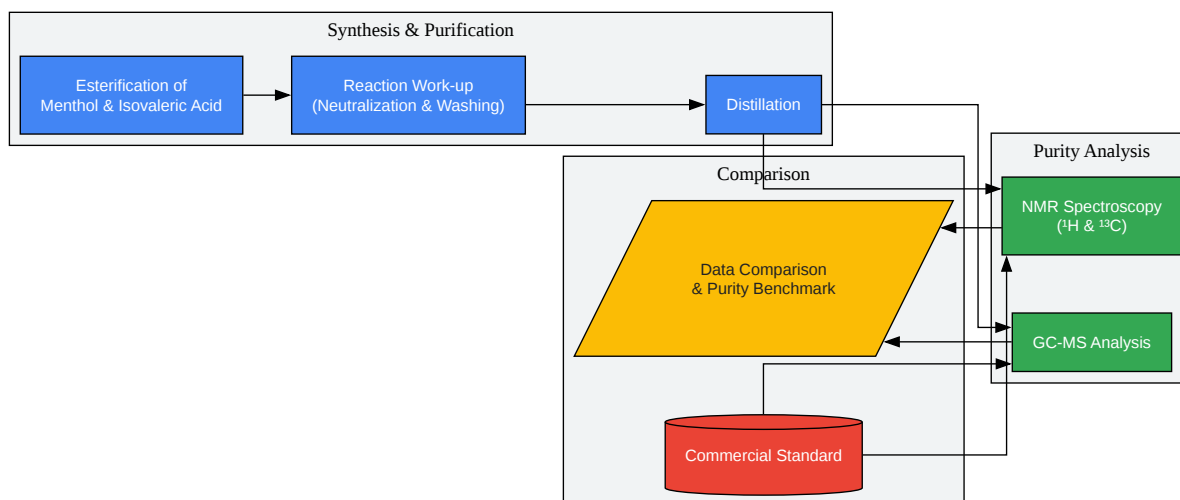 Synthesis & Purification
Esterification of
Menthol & Isovaleric Acid
Reaction Work-up
(Neutralization & Washing)
Distillation
Purity Analysis
NMR Spectroscopy
(¹H & ¹³C)
GC-MS Analysis
Comparison
Data Comparison
& Purity Benchmark
Commercial Standard